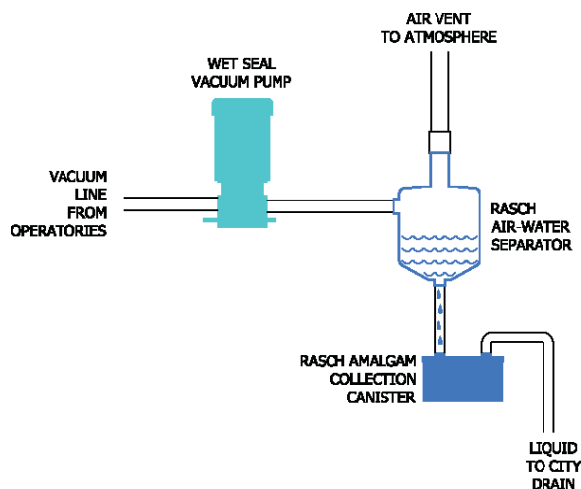 AIR VENT
TO ATMOSPHERE
WET SEAL
VACUUM PUMP
VACUUM
LINE
FROM
OPERATORIES
RASCH
AIR-WATER
SEPARATOR
RASCH AMALGAM
COLLECTION
CANISTER
LIQUID
TO CITY
DRAIN